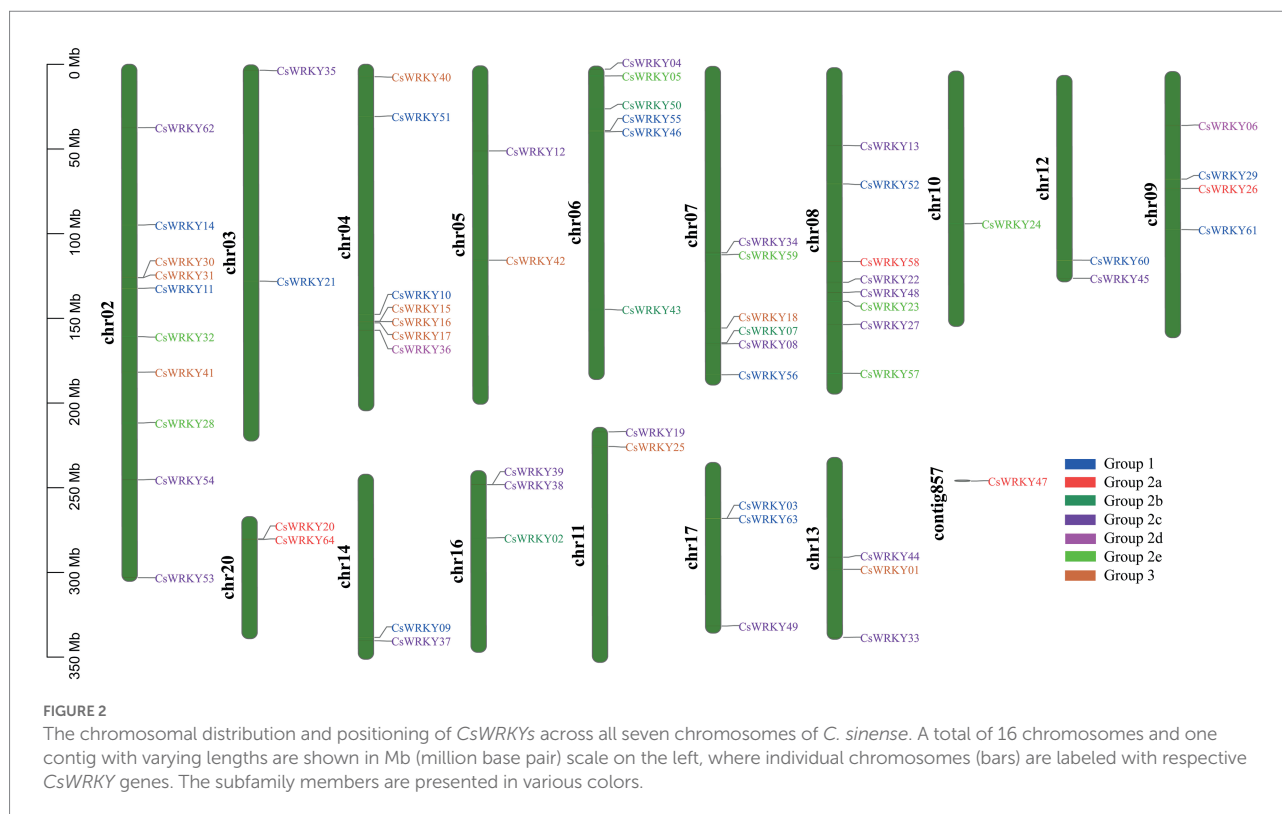 0 Mb
50 Mb
100 Mb
150 Mb
200 Mb
250 Mb
300 Mb
350 Mb
chr02
CsWRKY62
CsWRKY14
CsWRKY30
CsWRKY31
CsWRKY11
CsWRKY32
CsWRKY41
CsWRKY28
CsWRKY54
CsWRKY53
chr03
CsWRKY35
CsWRKY21
chr04
CsWRKY40
CsWRKY51
CsWRKY10
CsWRKY15
CsWRKY16
CsWRKY17
CsWRKY36
chr05
CsWRKY12
CsWRKY42
chr06
CsWRKY04
CsWRKY05
CsWRKY50
CsWRKY55
CsWRKY46
CsWRKY43
chr07
CsWRKY34
CsWRKY59
CsWRKY18
CsWRKY07
CsWRKY08
CsWRKY56
chr08
CsWRKY13
CsWRKY52
CsWRKY58
CsWRKY22
CsWRKY48
CsWRKY23
CsWRKY27
CsWRKY57
chr10
CsWRKY24
chr12
CsWRKY60
CsWRKY45
chr09
CsWRKY06
CsWRKY29
CsWRKY26
CsWRKY61
chr20
CsWRKY20
CsWRKY64
chr14
CsWRKY09
CsWRKY37
chr16
CsWRKY39
CsWRKY38
CsWRKY02
chr11
CsWRKY19
CsWRKY25
chr17
CsWRKY03
CsWRKY63
CsWRKY49
chr13
CsWRKY44
CsWRKY01
CsWRKY33
contig857
CsWRKY47
Group 1
Group 2a
Group 2b
Group 2c
Group 2d
Group 2e
Group 3
FIGURE 2
The chromosomal distribution and positioning of CsWRKYs across all seven chromosomes of C. sinense. A total of 16 chromosomes and one
contig with varying lengths are shown in Mb (million base pair) scale on the left, where individual chromosomes (bars) are labeled with respective
CsWRKY genes. The subfamily members are presented in various colors.